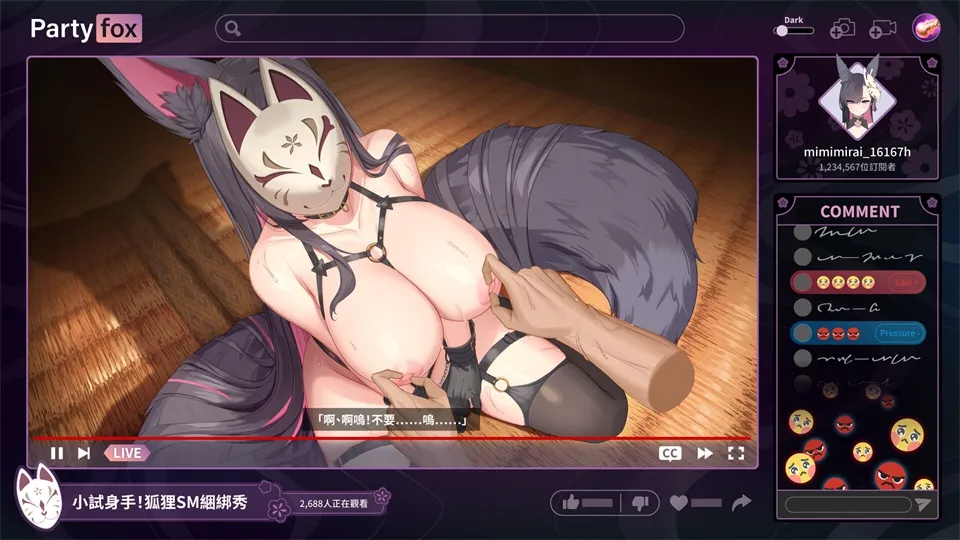 Party fox
Dark
mimimirai_16167h
1,234,567位訂閱者
COMMENT
Like +
Pressure -
「啊、啊嗚!不要……嗚……」
LIVE
CC
小試身手!狐狸SM綑綁秀
2,688人正在觀看